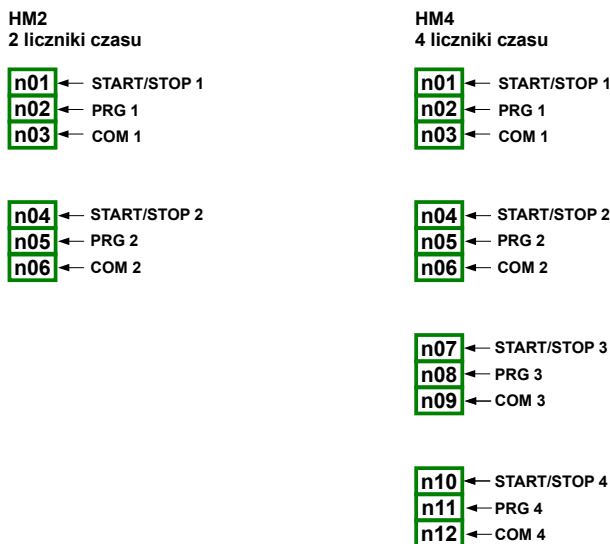 HM2
2 liczniki czasu
n01 START/STOP 1
n02 PRG 1
n03 COM 1
n04 START/STOP 2
n05 PRG 2
n06 COM 2
HM4
4 liczniki czasu
n01 START/STOP 1
n02 PRG 1
n03 COM 1
n04 START/STOP 2
n05 PRG 2
n06 COM 2
n07 START/STOP 3
n08 PRG 3
n09 COM 3
n10 START/STOP 4
n11 PRG 4
n12 COM 4